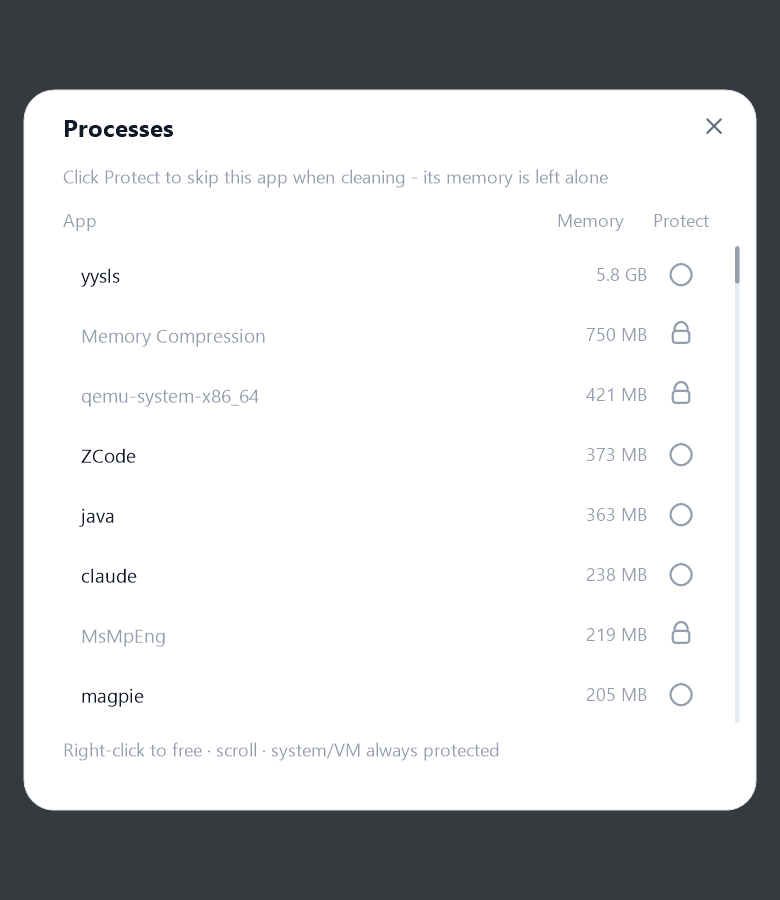 Processes
Click Protect to skip this app when cleaning - its memory is left alone
App Memory Protect
yysls 5.8 GB
Memory Compression 750 MB
qemu-system-x86_64 421 MB
ZCode 373 MB
java 363 MB
claude 238 MB
MsMpEng 219 MB
magpie 205 MB
Right-click to free · scroll · system/VM always protected